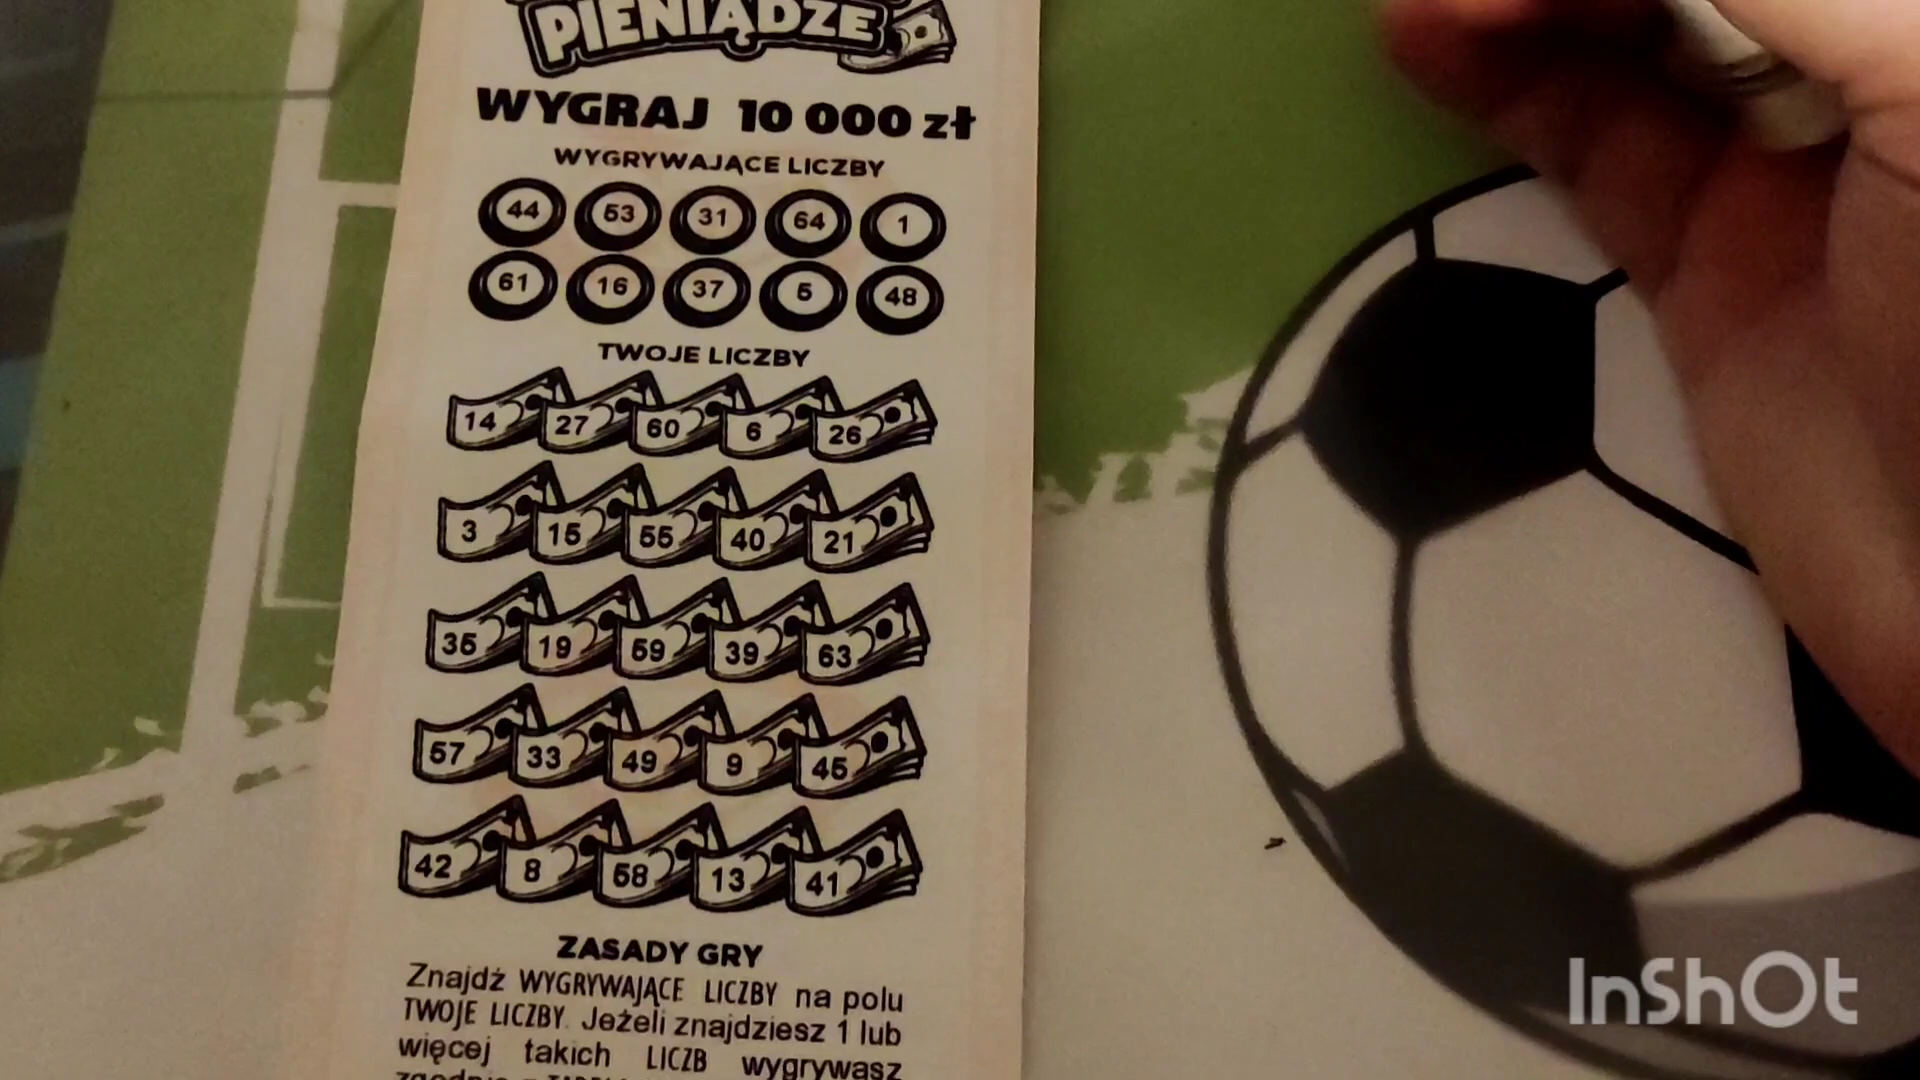 PIENIĄDZE
WYGRAJ 10 000 zł
WYGRYWAJĄCE LICZBY
44 53 31 64 1
61 16 37 5 48
TWOJE LICZBY
14 27 60 6 26
3 15 55 40 21
35 19 59 39 63
57 33 49 9 45
42 8 58 13 41
ZASADY GRY
Znajdź WYGRYWAJĄCE LICZBY na polu
TWOJE LICZBY. Jeżeli znajdziesz 1 lub
więcej takich LICZB wygrywasz
InShOt